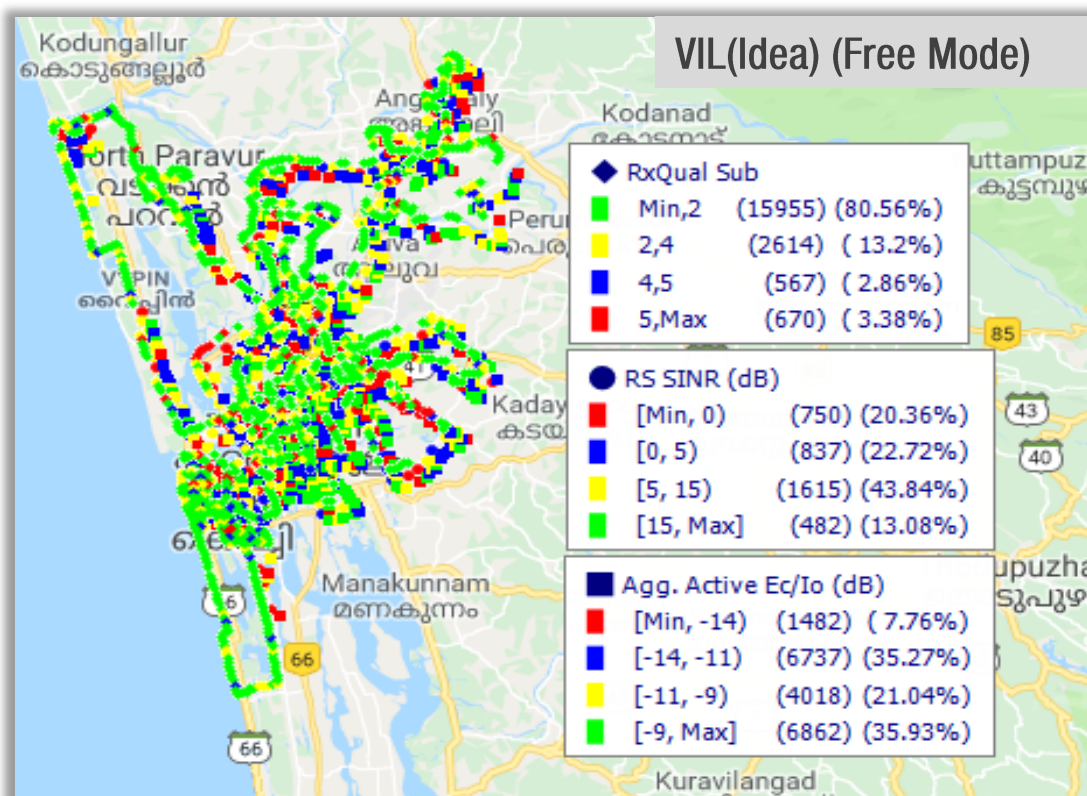 VIL(Idea) (Free Mode)
Kodungallur
കൊടുങ്ങല്ലൂർ
Kodanad
RxQual Sub
Min,2 (15955) (80.56%)
2,4 (2614) ( 13.2%)
4,5 (567) ( 2.86%)
5,Max (670) ( 3.38%)
Paravur
VYPIN
വൈപ്പിൻ
85
RS SINR (dB)
[Min, 0) (750) (20.36%)
[0, 5) (837) (22.72%)
[5, 15) (1615) (43.84%)
[15, Max] (482) (13.08%)
43
40
41
Manakunnam
മണകുന്നം
66
66
Agg. Active Ec/Io (dB)
[Min, -14) (1482) ( 7.76%)
[-14, -11) (6737) (35.27%)
[-11, -9) (4018) (21.04%)
[-9, Max] (6862) (35.93%)
Kuravilangad